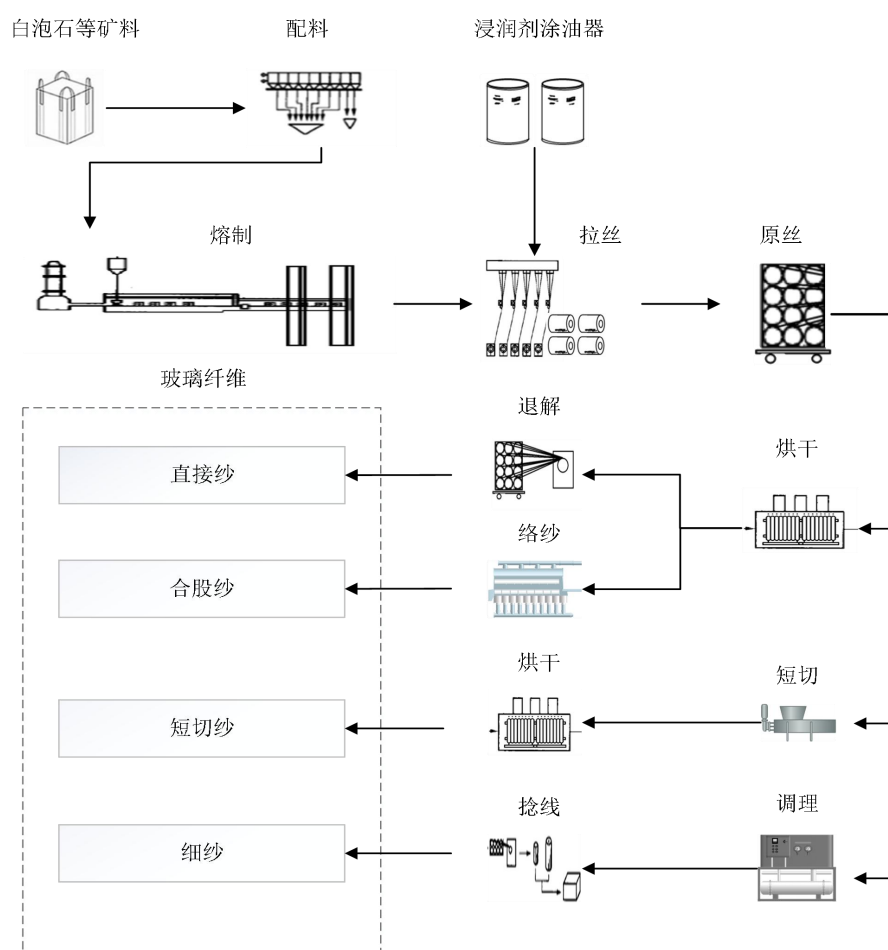 白泡石等矿料
配料
浸润剂涂油器
熔制
拉丝
原丝
玻璃纤维
退解
烘干
直接纱
络纱
合股纱
烘干
短切
短切纱
捻线
调理
细纱